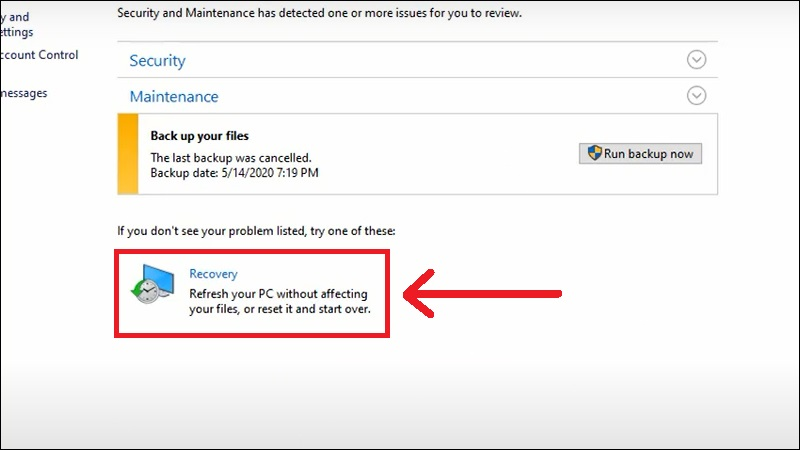 Security and Maintenance has detected one or more issues for you to review.
y and
ettings
ccount Control
messages
Security
Maintenance
Back up your files
The last backup was cancelled.
Backup date: 5/14/2020 7:19 PM
Run backup now
If you don't see your problem listed, try one of these:
Recovery
Refresh your PC without affecting
your files, or reset it and start over.